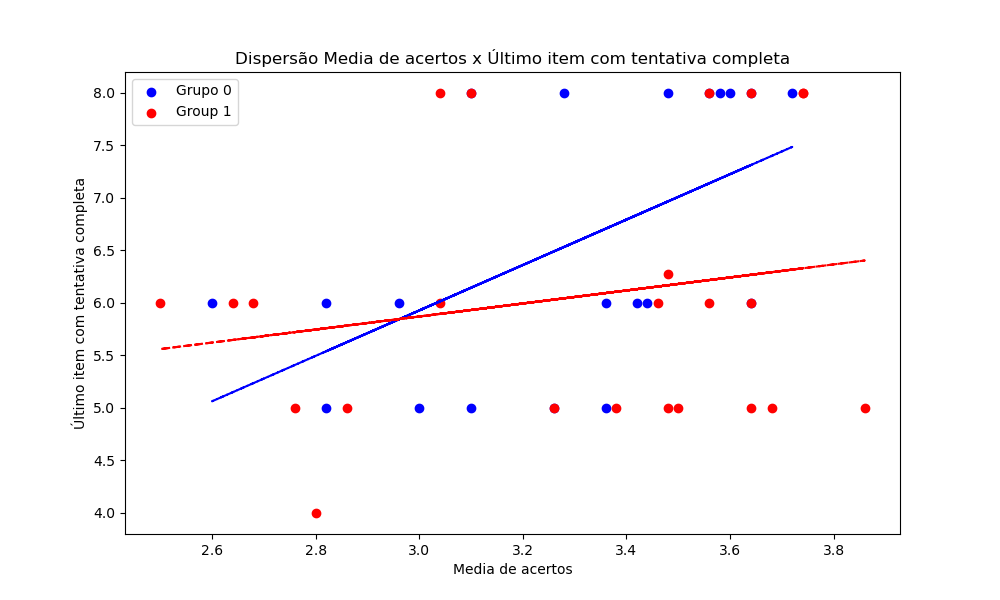 Dispersão Media de acertos x Último item com tentativa completa
Grupo 0
Group 1
Último item com tentativa completa
8.0
7.5
7.0
6.5
6.0
5.5
5.0
4.5
4.0
2.6 2.8 3.0 3.2 3.4 3.6 3.8
Media de acertos